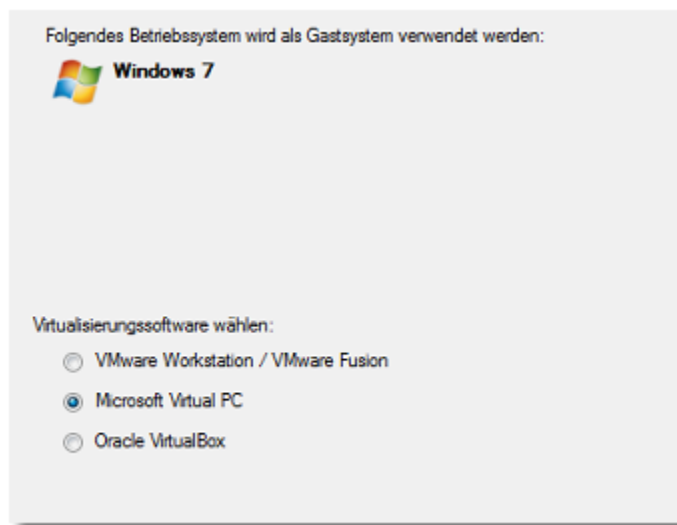 Folgendes Betriebssystem wird als Gastsystem verwendet werden:
Windows 7
Virtualisierungssoftware wählen:
VMware Workstation / VMware Fusion
Microsoft Virtual PC
Oracle VirtualBox